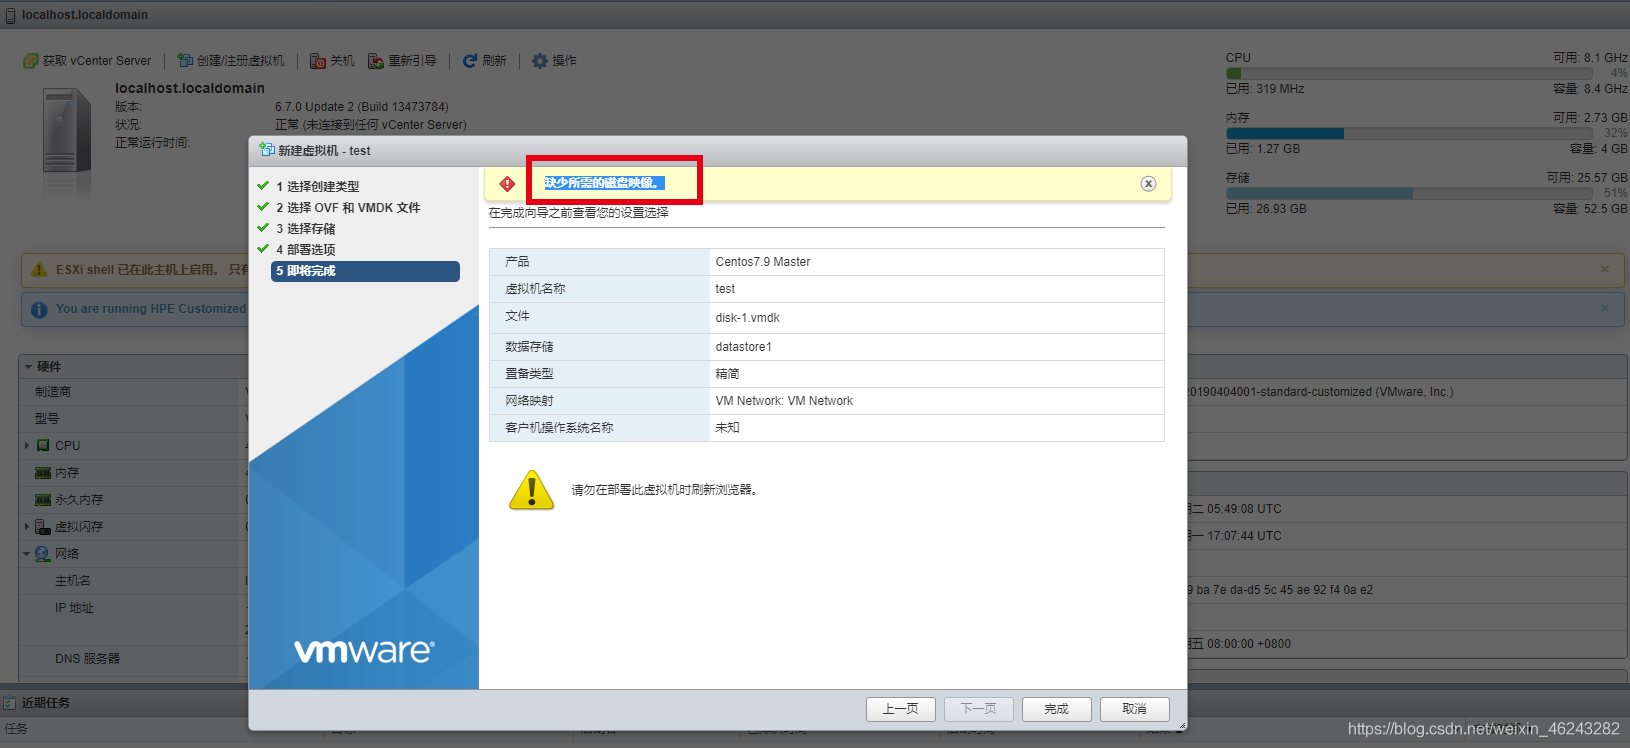 localhost.localdomain
获取 vCenter Server
创建/注册虚拟机
关机
重新引导
刷新
操作
localhost.localdomain
版本:
6.7.0 Update 2 (Build 13473784)
状况:
正常 (未连接到任何 vCenter Server)
正常运行时间:
CPU
可用: 8.1 GHz
4%
已用: 319 MHz
容量: 8.4 GHz
内存
可用: 2.73 GB
32%
已用: 1.27 GB
容量: 4 GB
存储
可用: 25.57 GB
51%
已用: 26.93 GB
容量: 52.5 GB
ESXi shell 已在此主机上启用。 只有
You are running HPE Customized
硬件
制造商
型号
CPU
内存
永久内存
虚拟闪存
网络
主机名
IP 地址
DNS 服务器
新建虚拟机 - test
1 选择创建类型
2 选择 OVF 和 VMDK 文件
3 选择存储
4 部署选项
5 即将完成
缺少所需的磁盘映像。
在完成向导之前查看您的设置选择
产品
Centos7.9 Master
虚拟机名称
test
文件
disk-1.vmdk
数据存储
datastore1
置备类型
精简
网络映射
VM Network: VM Network
客户机操作系统名称
未知
请勿在部署此虚拟机时刷新浏览器。
vmware®
上一页
下一页
完成
取消
0190404001-standard-customized (VMware, Inc.)
二 05:49:08 UTC
一 17:07:44 UTC
9 ba 7e da-d5 5c 45 ae 92 f4 0a e2
五 08:00:00 +0800
近期任务
任务
https://blog.csdn.net/weixin_46243282